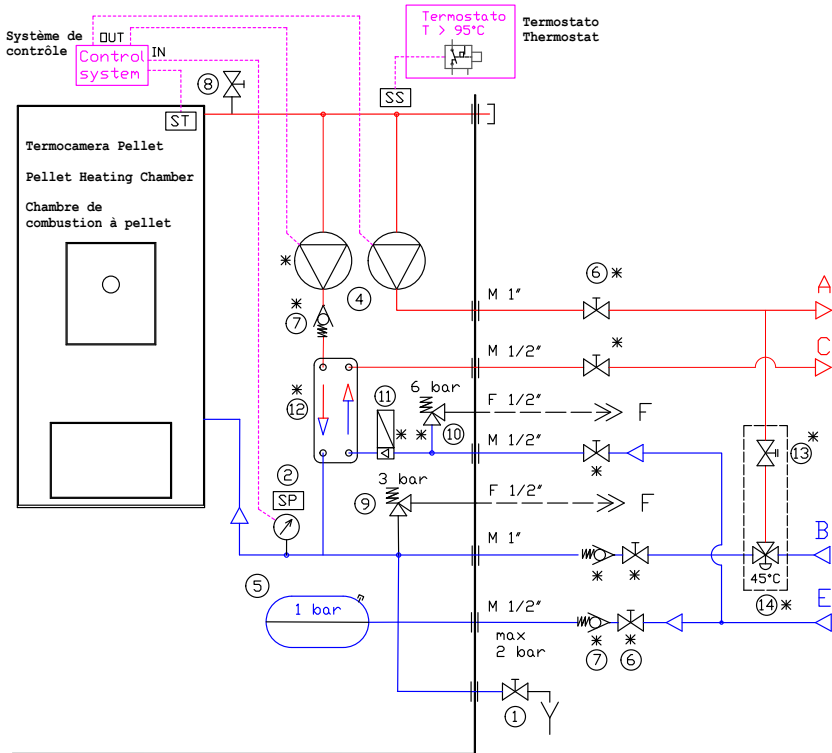 Système de
contrôle
OUT
IN
Control
system
Termostato
T > 95°C
Termostato
Thermostat
8
SS
ST
Termocamera Pellet
Pellet Heating Chamber
Chambre de
combustion à pellet
*
4
* 7
M 1"
6 *
A
M 1/2"
*
C
* 12
11
6 bar
F 1/2"
F
* * 10
M 1/2"
*
13 *
2
SP
3 bar
9
F 1/2"
F
M 1"
* *
B
45°C
14 *
5
1 bar
M 1/2"
max
2 bar
* *
7 6
E
1